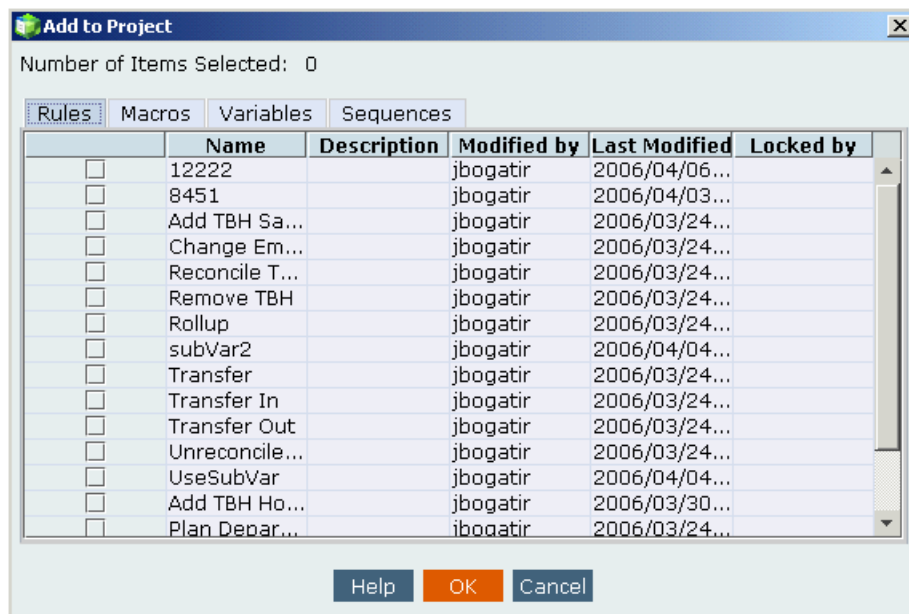 Add to Project
Number of Items Selected: 0
Rules Macros Variables Sequences
Name Description Modified by Last Modified Locked by
12222 jbogatir 2006/04/06...
8451 jbogatir 2006/04/03...
Add TBH Sa... jbogatir 2006/03/24...
Change Em... jbogatir 2006/03/24...
Reconcile T... jbogatir 2006/03/24...
Remove TBH jbogatir 2006/03/24...
Rollup jbogatir 2006/03/24...
subVar2 jbogatir 2006/04/04...
Transfer jbogatir 2006/03/24...
Transfer In jbogatir 2006/03/24...
Transfer Out jbogatir 2006/03/24...
Unreconcile... jbogatir 2006/03/24...
UseSubVar jbogatir 2006/04/04...
Add TBH Ho... jbogatir 2006/03/30...
Plan Depar... jbogatir 2006/03/24...
Help OK Cancel